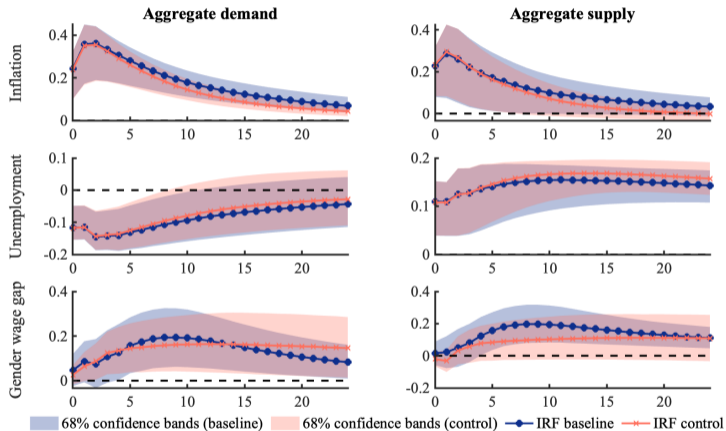 Aggregate demand
Aggregate supply
Inflation
0.4
0.2
0
0 5 10 15 20
0.4
0.2
0
0 5 10 15 20
Unemployment
0.1
0
-0.1
-0.2
0 5 10 15 20
0.2
0.1
0
0 5 10 15 20
Gender wage gap
0.4
0.2
0
0 5 10 15 20
0.4
0.2
0
-0.2
0 5 10 15 20
68% confidence bands (baseline) 68% confidence bands (control) IRF baseline IRF control